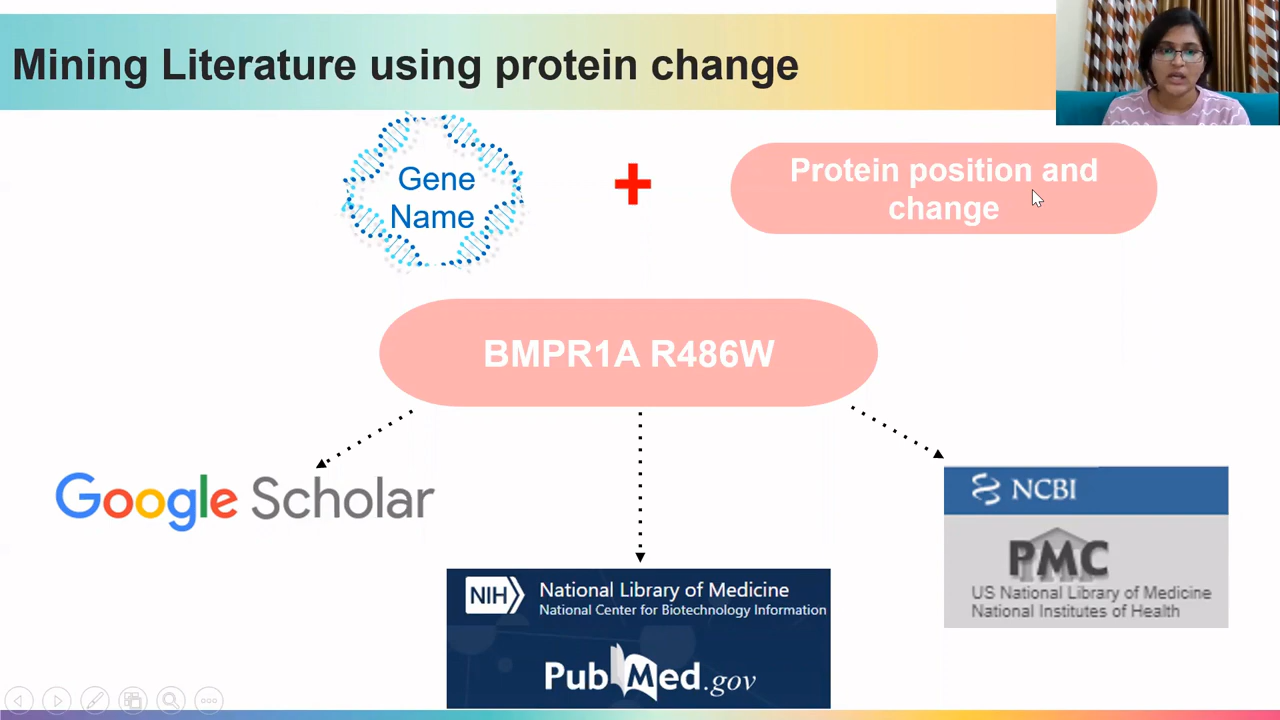 Mining Literature using protein change
Gene
Name
+
Protein position and
change
BMPR1A R486W
Google Scholar
NCBI
PMC
US National Library of Medicine
National Institutes of Health
NIH
National Library of Medicine
National Center for Biotechnology Information
PubMed.gov